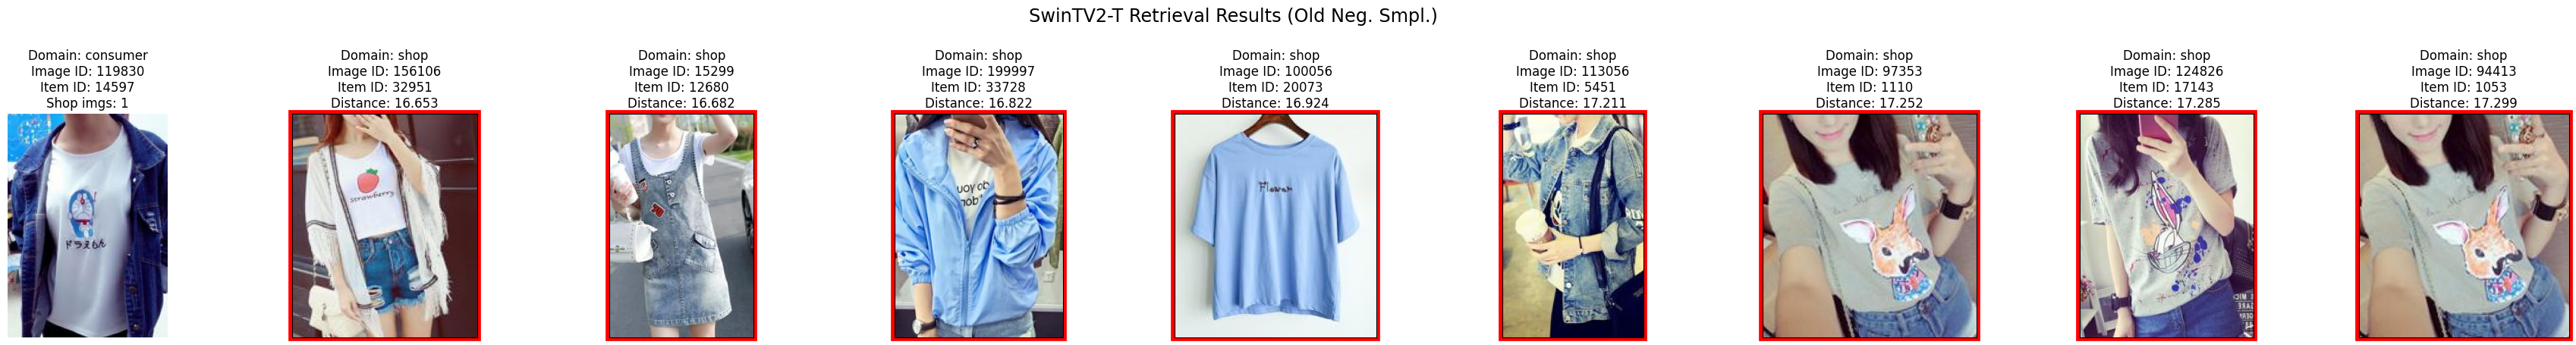 SwinTV2-T Retrieval Results (Old Neg. Smpl.)
Domain: consumer
Image ID: 119830
Item ID: 14597
Shop imgs: 1
Domain: shop
Image ID: 156106
Item ID: 32951
Distance: 16.653
Domain: shop
Image ID: 15299
Item ID: 12680
Distance: 16.682
Domain: shop
Image ID: 199997
Item ID: 33728
Distance: 16.822
Domain: shop
Image ID: 100056
Item ID: 20073
Distance: 16.924
Domain: shop
Image ID: 113056
Item ID: 5451
Distance: 17.211
Domain: shop
Image ID: 97353
Item ID: 1110
Distance: 17.252
Domain: shop
Image ID: 124826
Item ID: 17143
Distance: 17.285
Domain: shop
Image ID: 94413
Item ID: 1053
Distance: 17.299
ドラえもん
strawberry
Flower